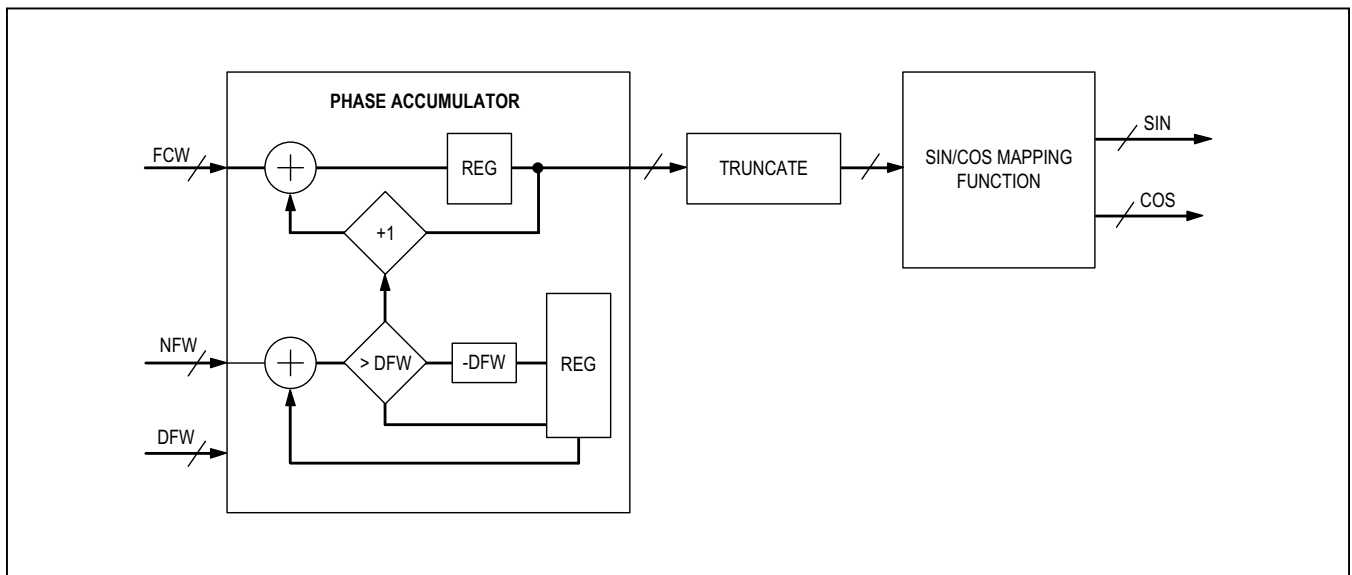 PHASE ACCUMULATOR
FCW
REG
TRUNCATE
SIN/COS MAPPING
FUNCTION
SIN
COS
+1
NFW
> DFW
-DFW
REG
DFW